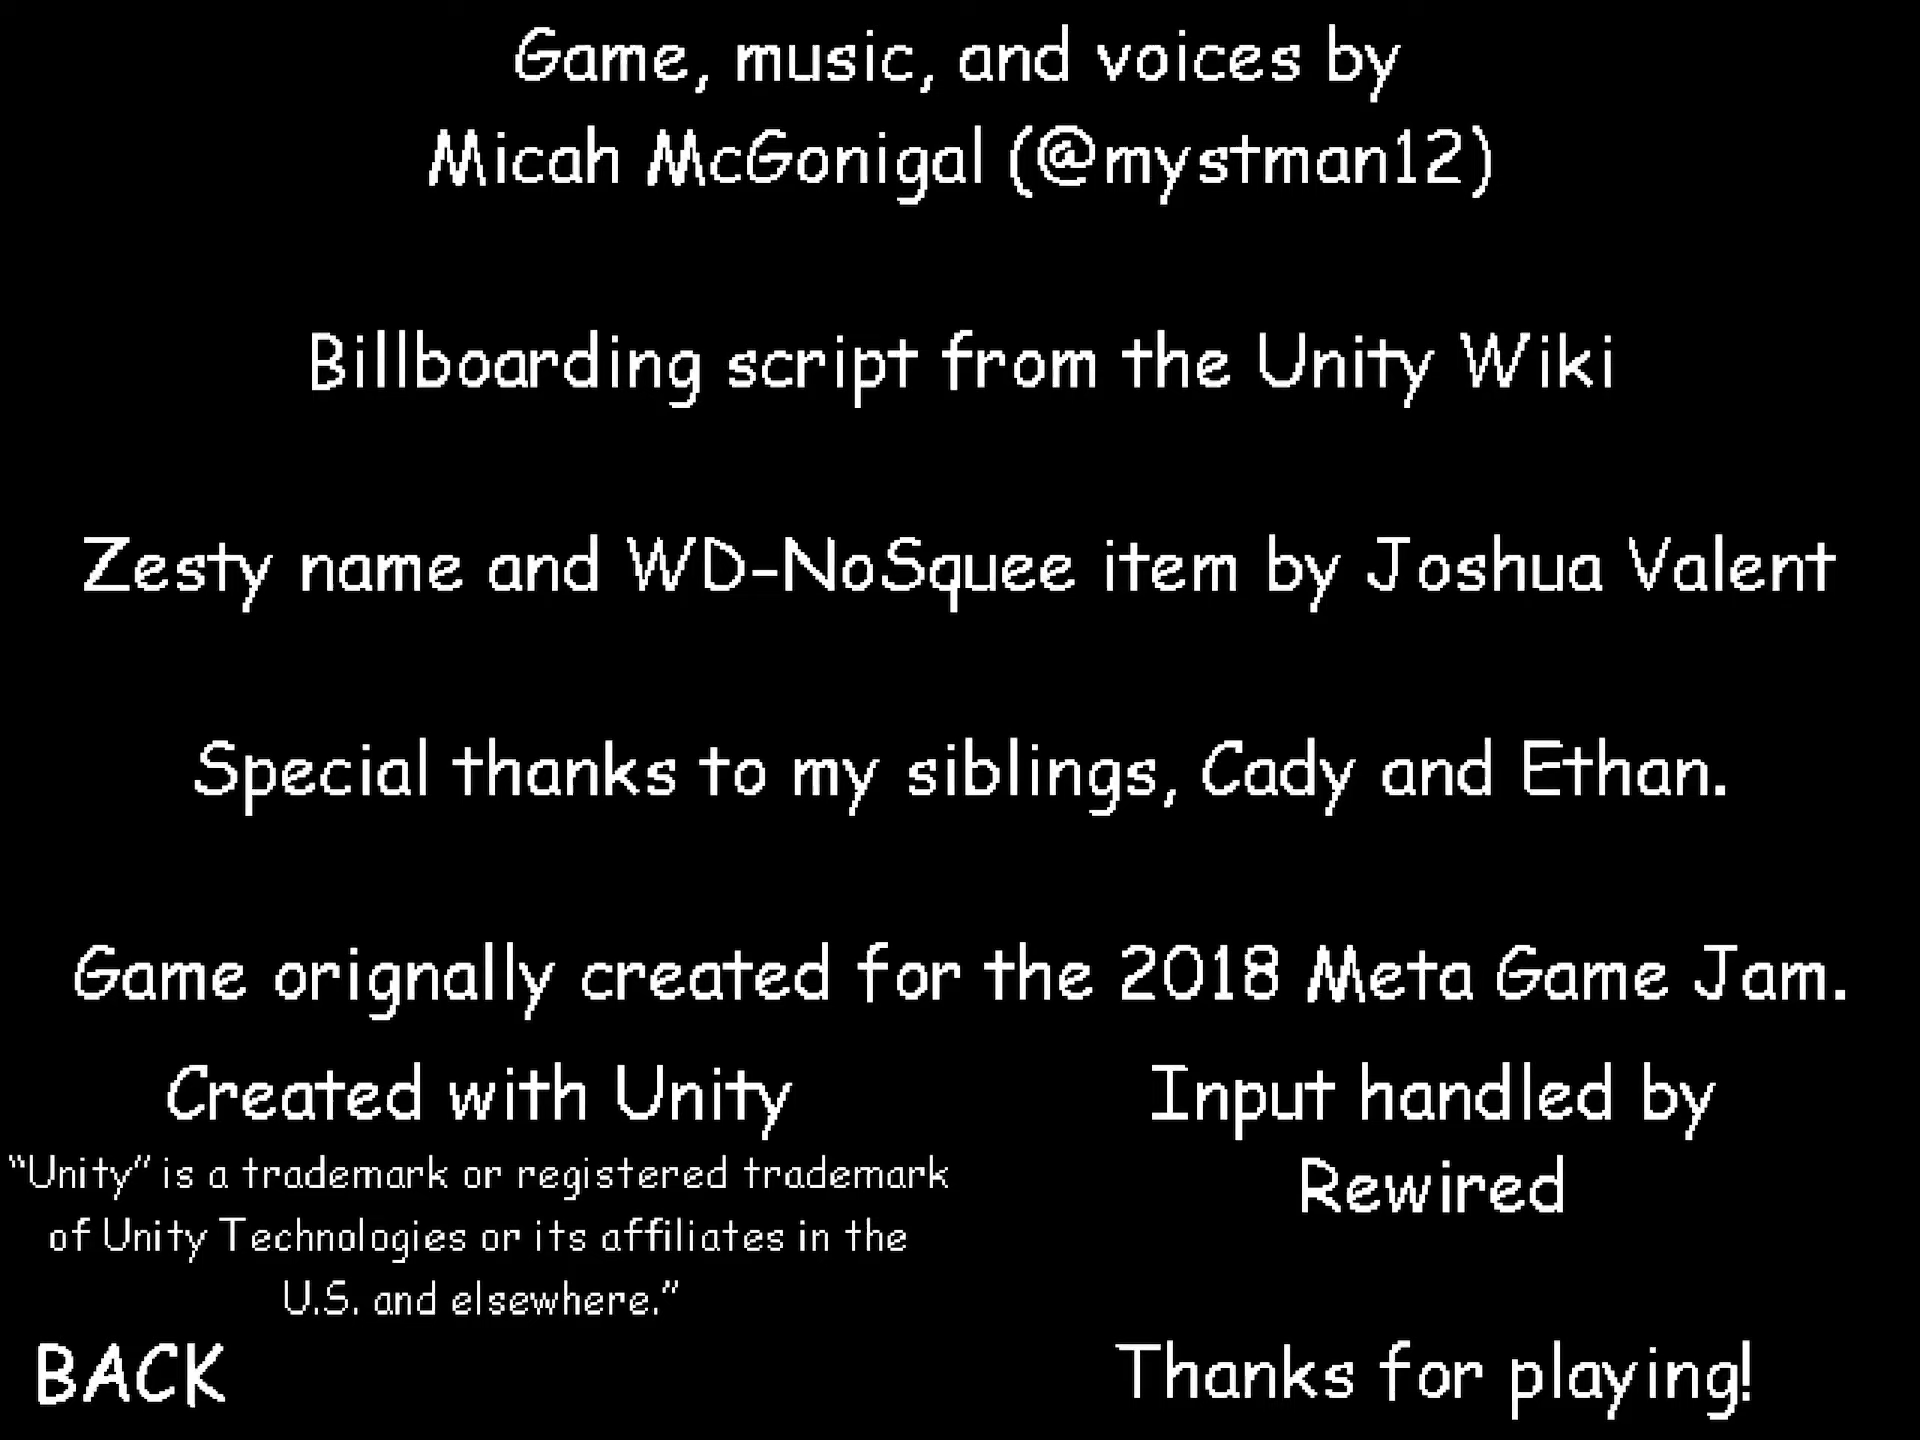 Game, music, and voices by
Micah McGonigal (@mystman12)
Billboarding script from the Unity Wiki
Zesty name and WD-NoSquee item by Joshua Valent
Special thanks to my siblings, Cady and Ethan.
Game orignally created for the 2018 Meta Game Jam.
Created with Unity
“Unity” is a trademark or registered trademark
of Unity Technologies or its affiliates in the
U.S. and elsewhere.”
Input handled by
Rewired
BACK
Thanks for playing!